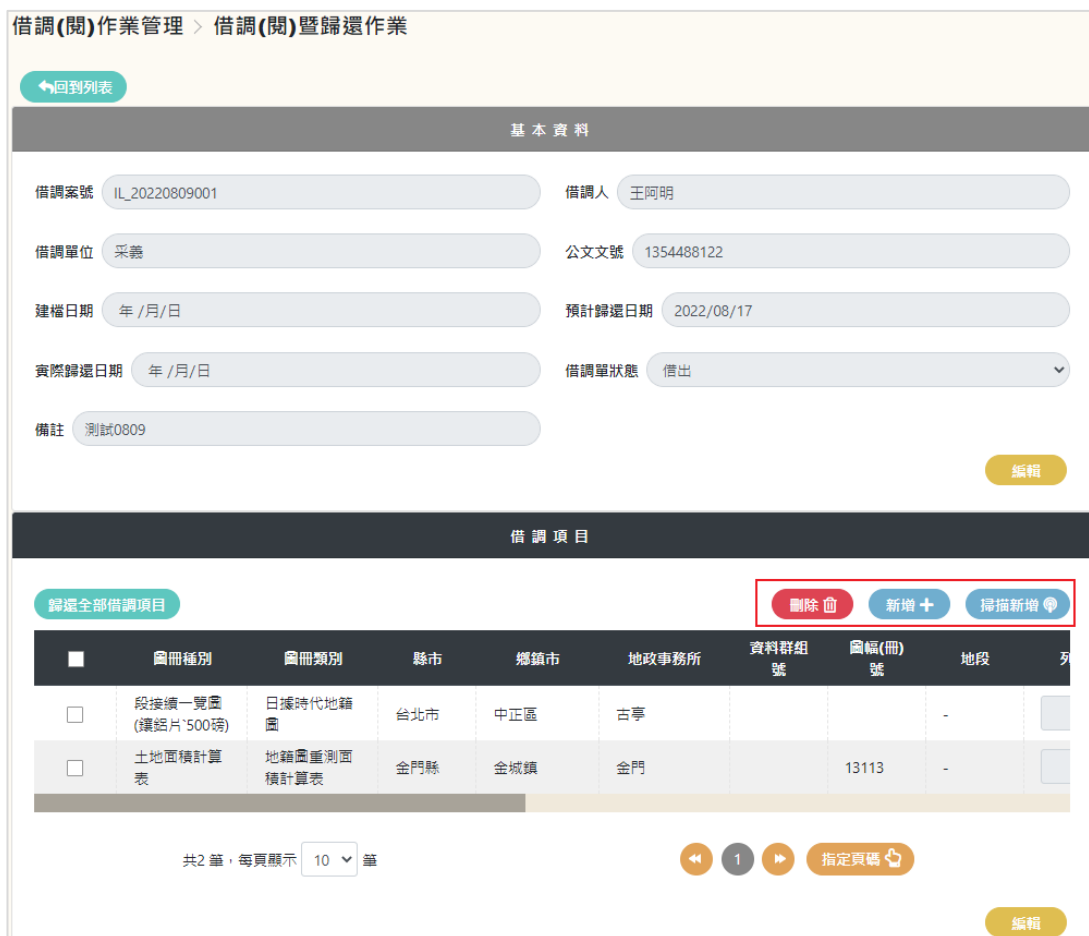 借調(閱)作業管理 > 借調(閱)暨歸還作業
回到列表
基本資料
借調案號 IL_20220809001 借調人 王阿明
借調單位 采義 公文文號 1354488122
建檔日期 年 /月/日 預計歸還日期 2022/08/17
實際歸還日期 年 /月/日 借調單狀態 借出
備註 測試0809
編輯
借調項目
歸還全部借調項目 刪除 新增 掃描新增
圖冊種別 圖冊類別 縣市 鄉鎮市 地政事務所 資料群組 圖幅(冊) 地段
號 號
段接續一覽圖 日據時代地籍 台北市 中正區 古亭 -
(鑲鋁片`500磅) 圖
土地面積計算 地籍圖重測面 金門縣 金城鎮 金門 13113 -
表 積計算表
共2 筆，每頁顯示 10 筆 1 指定頁碼
編輯